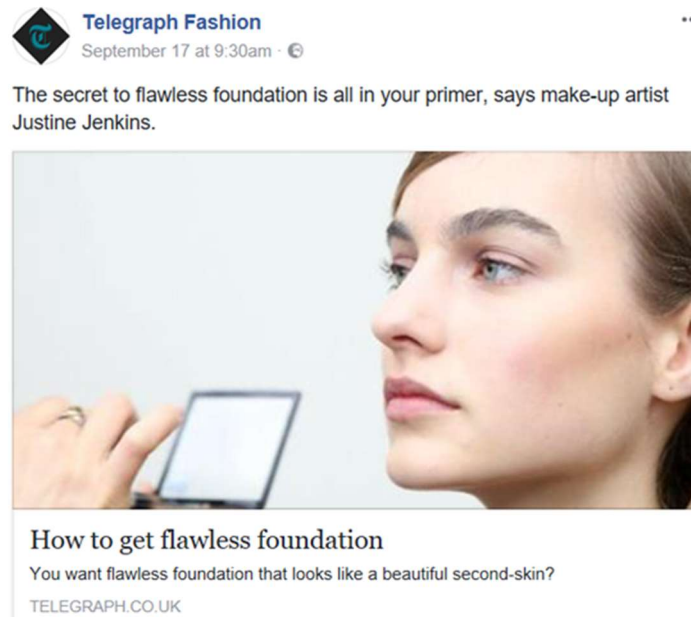 Telegraph Fashion
September 17 at 9:30am ·
The secret to flawless foundation is all in your primer, says make-up artist
Justine Jenkins.
How to get flawless foundation
You want flawless foundation that looks like a beautiful second-skin?
TELEGRAPH.CO.UK